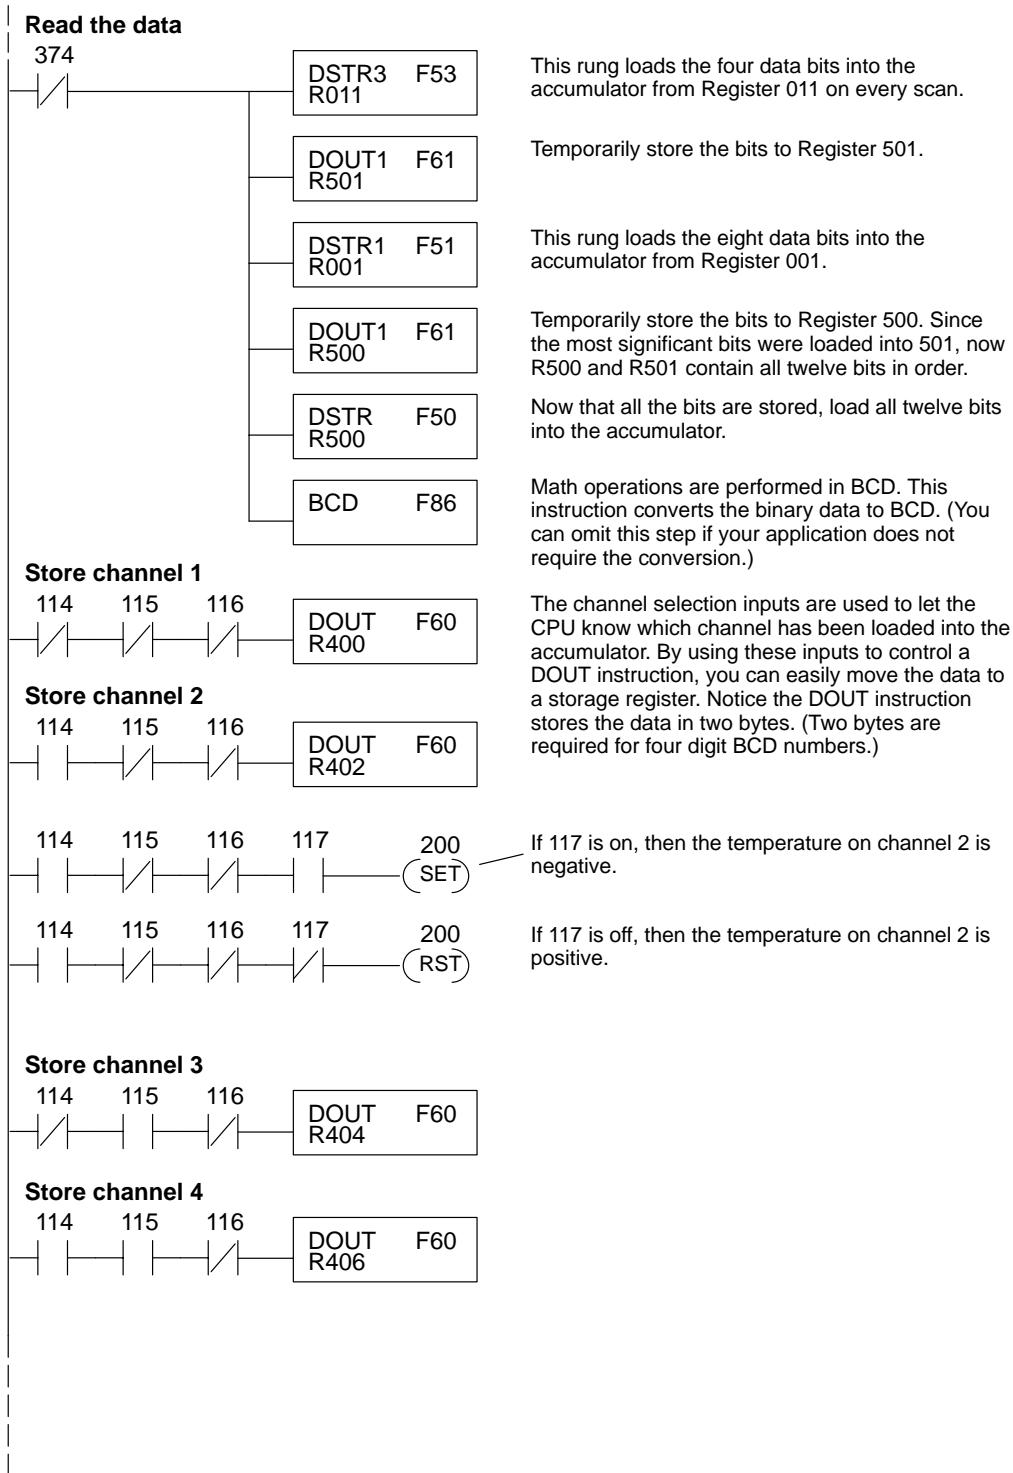 Read the data
374
DSTR3 F53
R011
This rung loads the four data bits into the
accumulator from Register 011 on every scan.
DOUT1 F61
R501
Temporarily store the bits to Register 501.
DSTR1 F51
R001
This rung loads the eight data bits into the
accumulator from Register 001.
DOUT1 F61
R500
Temporarily store the bits to Register 500. Since
the most significant bits were loaded into 501, now
R500 and R501 contain all twelve bits in order.
DSTR F50
R500
Now that all the bits are stored, load all twelve bits
into the accumulator.
BCD F86
Math operations are performed in BCD. This
instruction converts the binary data to BCD. (You
can omit this step if your application does not
require the conversion.)
Store channel 1
114 115 116
DOUT F60
R400
The channel selection inputs are used to let the
CPU know which channel has been loaded into the
accumulator. By using these inputs to control a
DOUT instruction, you can easily move the data to
a storage register. Notice the DOUT instruction
stores the data in two bytes. (Two bytes are
required for four digit BCD numbers.)
Store channel 2
114 115 116
DOUT F60
R402
114 115 116 117 200
SET
If 117 is on, then the temperature on channel 2 is
negative.
114 115 116 117 200
RST
If 117 is off, then the temperature on channel 2 is
positive.
Store channel 3
114 115 116
DOUT F60
R404
Store channel 4
114 115 116
DOUT F60
R406